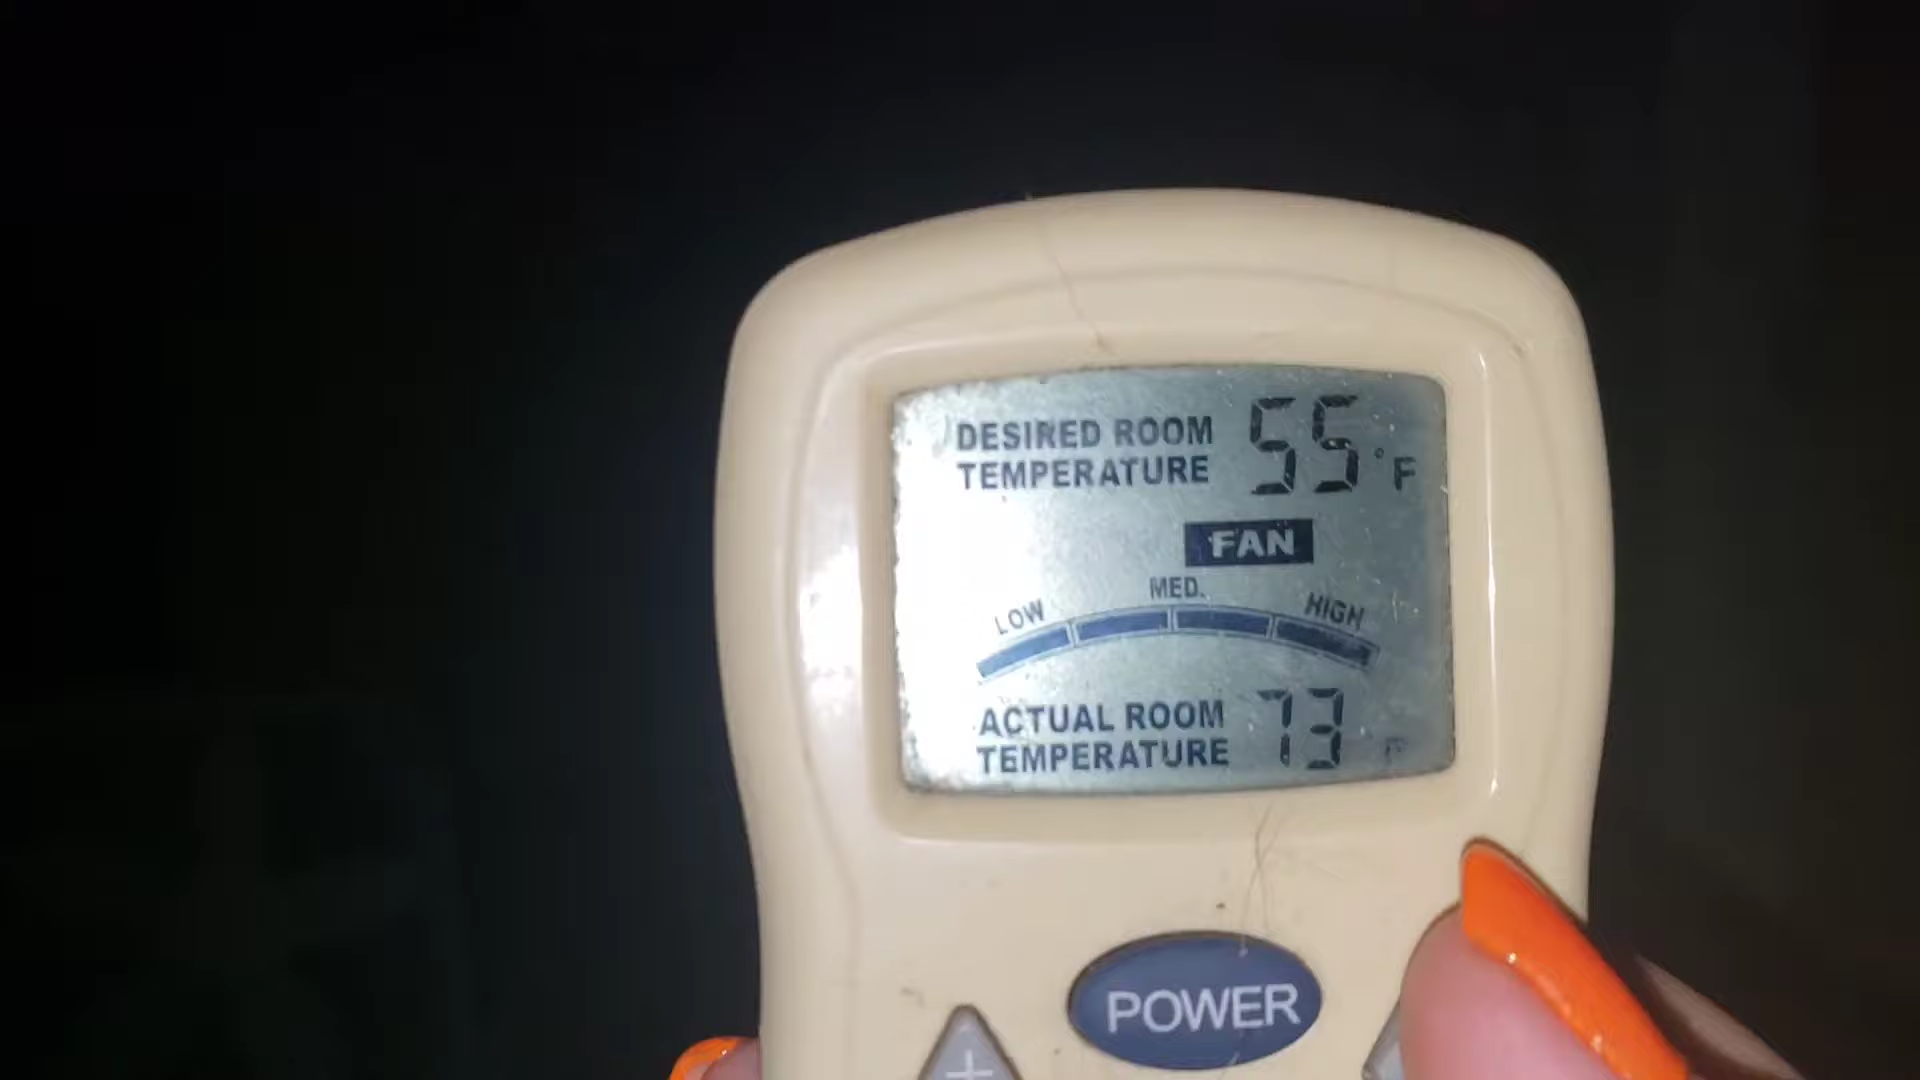 DESIRED ROOM 55°F
TEMPERATURE
FAN
LOW MED. HIGH
ACTUAL ROOM 73 F
TEMPERATURE
POWER
+